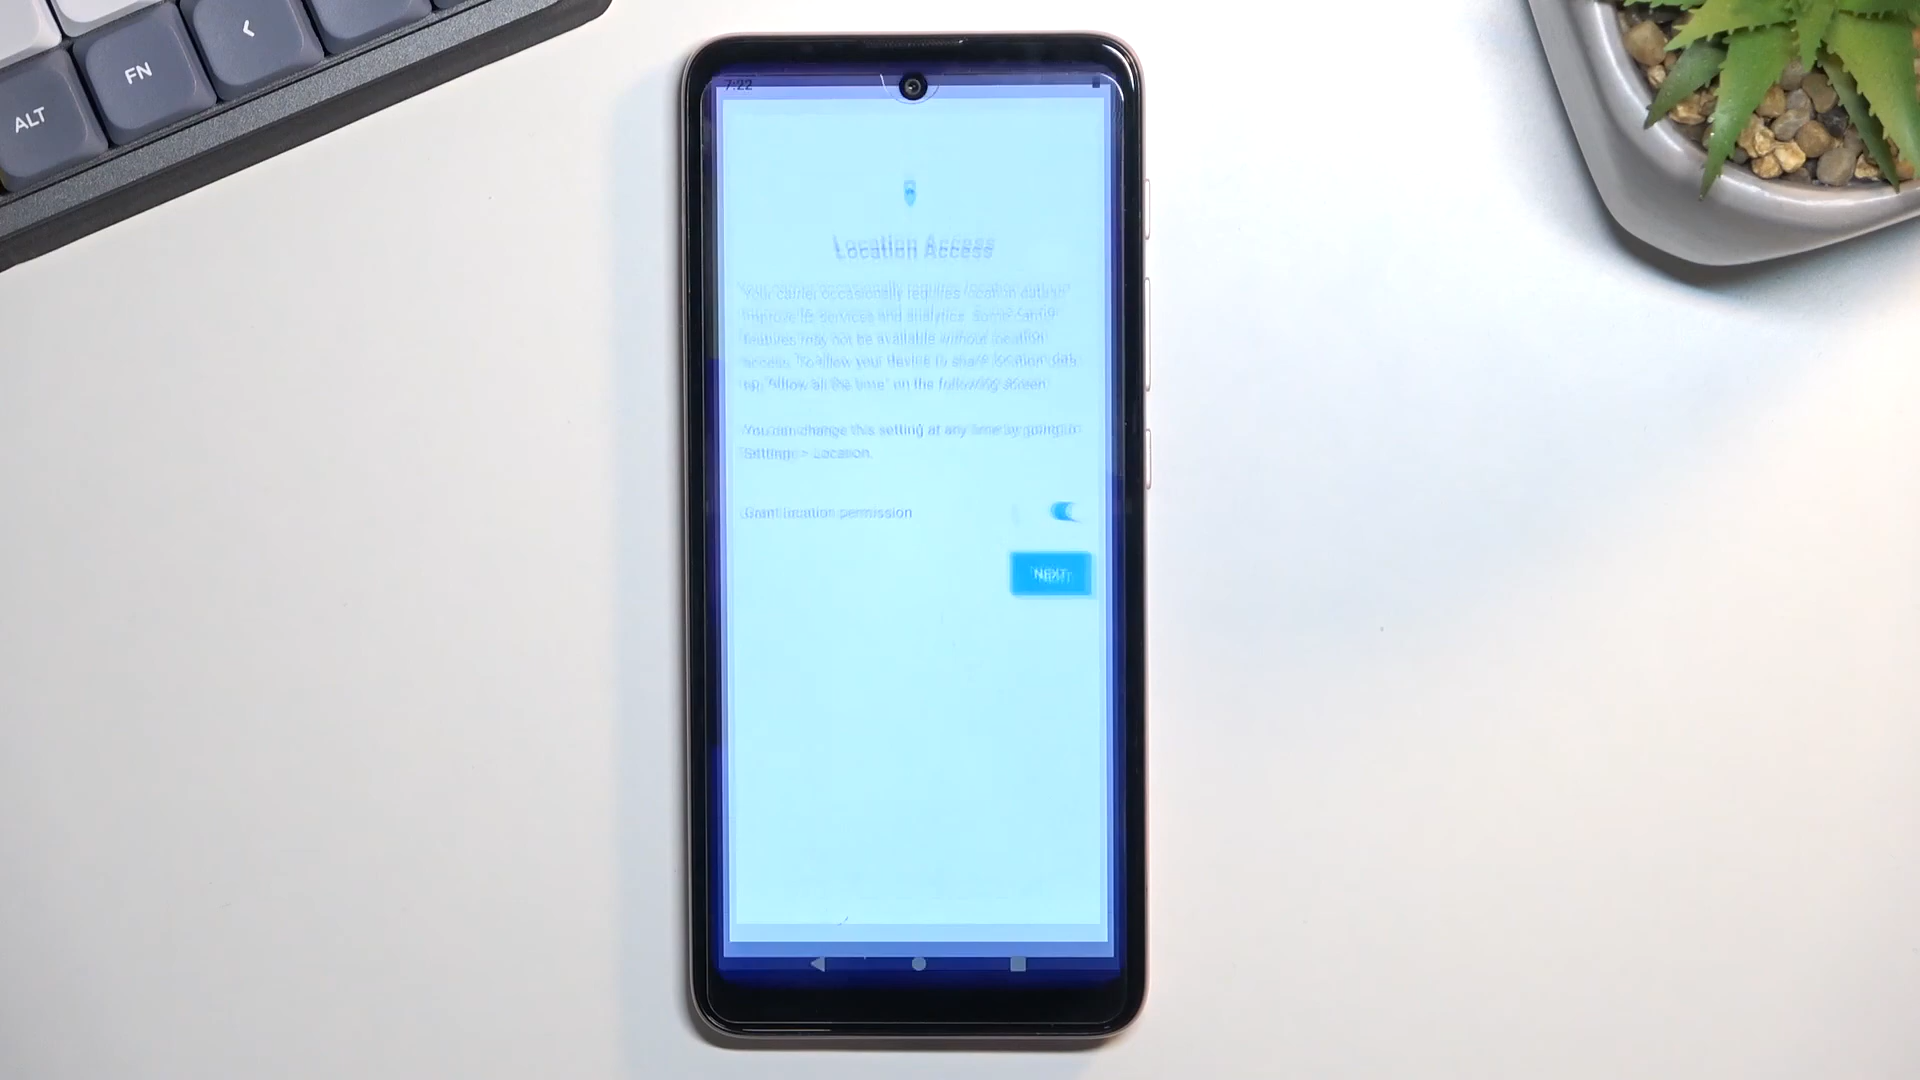 FN
ALT
7:22
Location Access
Your carrier occasionally requires location data to
improve its services and analytics. Some carrier
features may not be available without location
access. To allow your device to share location data,
tap "Allow all the time" on the following screen.
You can change this setting at any time by going to
Settings > Location.
Grant location permission
NEXT